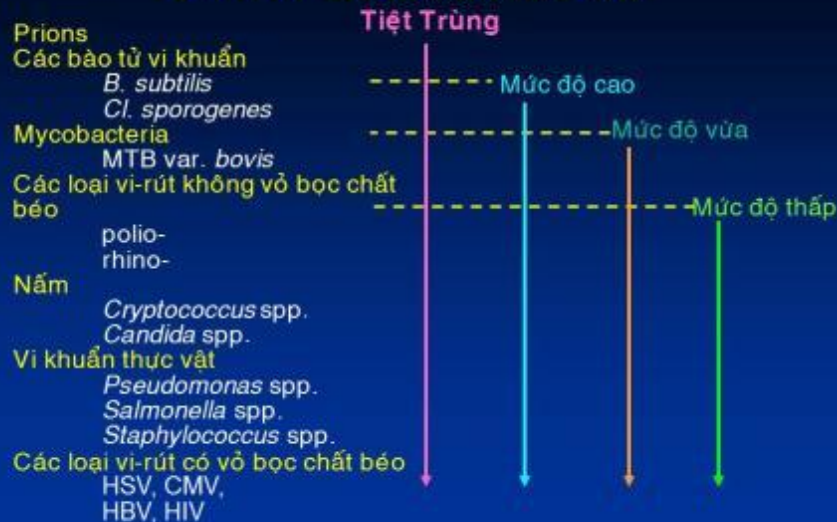 Tiệt Trùng
Prions
Các bào tử vi khuẩn
B. subtilis
Mức độ cao
Cl. sporogenes
Mycobacteria
Mức độ vừa
MTB var. bovis
Các loại vi-rút không vỏ bọc chất
béo
Mức độ thấp
polio-
rhino-
Nấm
Cryptococcus spp.
Candida spp.
Vi khuẩn thực vật
Pseudomonas spp.
Salmonella spp.
Staphylococcus spp.
Các loại vi-rút có vỏ bọc chất béo
HSV, CMV,
HBV, HIV